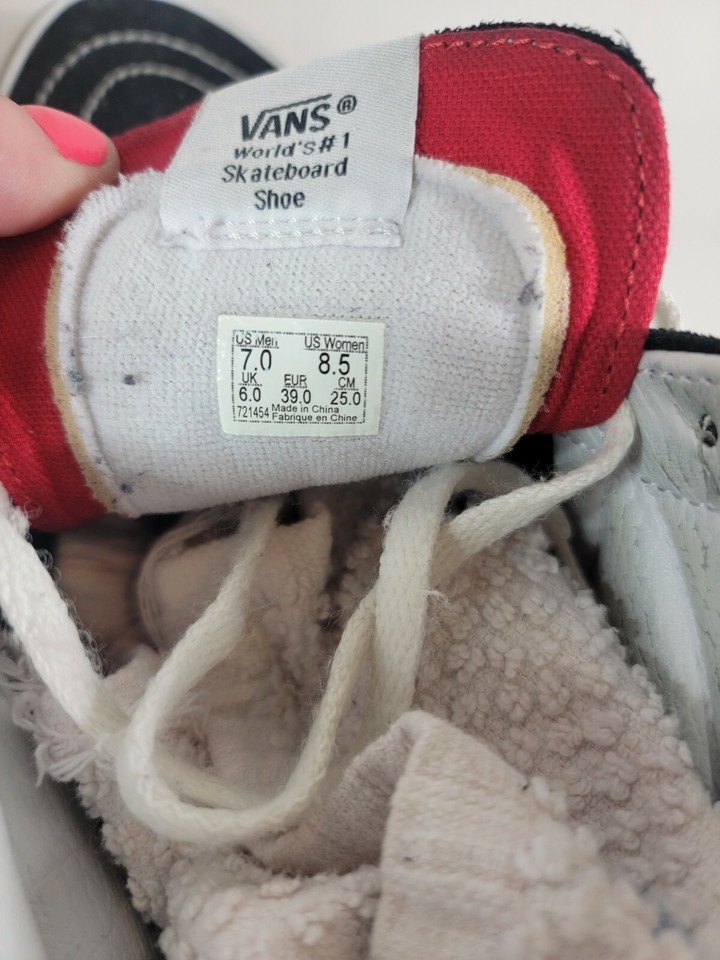 VANS®
World's #1
Skateboard
Shoe
US Men US Women
7.0 8.5
UK EUR CM
6.0 39.0 25.0
721454 Made in China
Fabrique en Chine